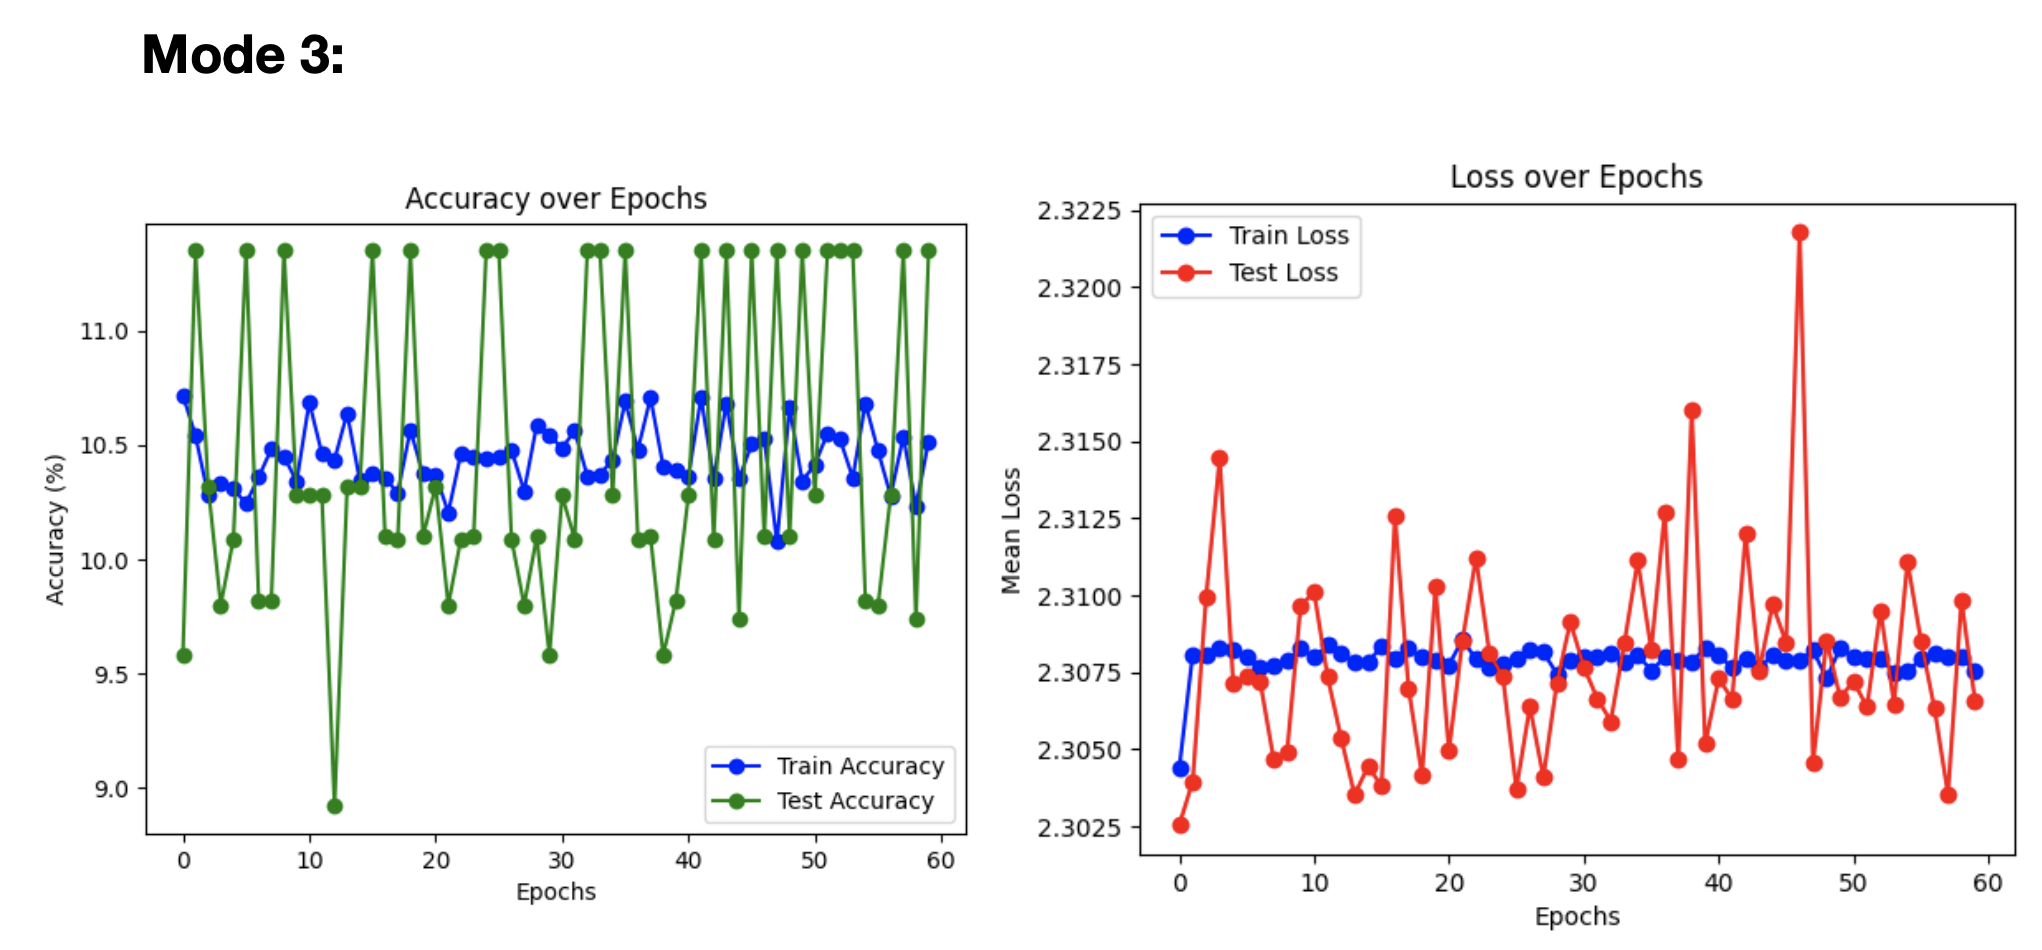 Mode 3:
Accuracy over Epochs
Accuracy (%)
11.0
10.5
10.0
9.5
9.0
Train Accuracy
Test Accuracy
0 10 20 30 40 50 60
Epochs
Loss over Epochs
Mean Loss
2.3225
2.3200
2.3175
2.3150
2.3125
2.3100
2.3075
2.3050
2.3025
Train Loss
Test Loss
0 10 20 30 40 50 60
Epochs